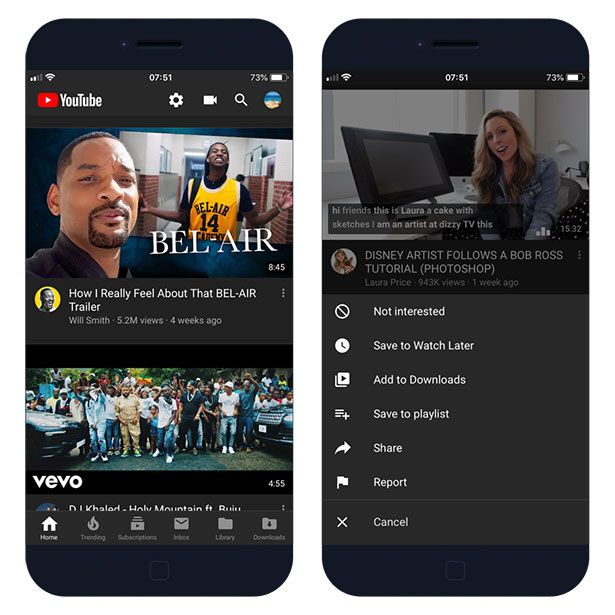 07:51
73%
YouTube
BEL-AIR
14
BEL AIR
8:45
How I Really Feel About That BEL-AIR
Trailer
Will Smith · 5.2M views · 4 weeks ago
vevo
4:55
DJ Khaled - Holy Mountain ft. Buju
Home
Trending
Subscriptions
Inbox
Library
Downloads
07:51
73%
hi friends this is Laura a cake with
sketches I am an artist at dizzy TV this
15:32
DISNEY ARTIST FOLLOWS A BOB ROSS
TUTORIAL (PHOTOSHOP)
Laura Price · 943K views · 1 week ago
Not interested
Save to Watch Later
Add to Downloads
Save to playlist
Share
Report
Cancel